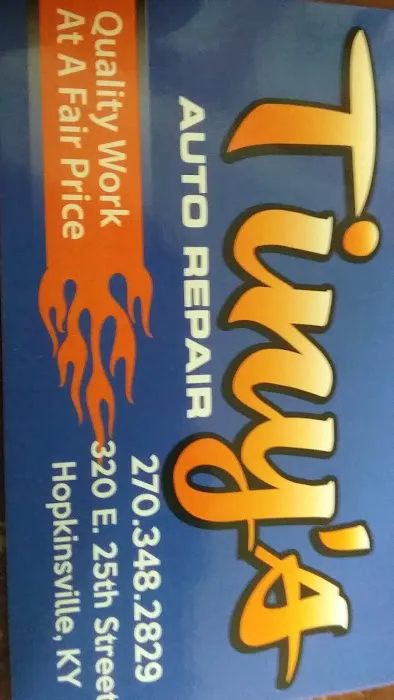 Tiny's
AUTO REPAIR
Quality Work
At A Fair Price
270.348.2829
320 E. 25th Street
Hopkinsville, KY